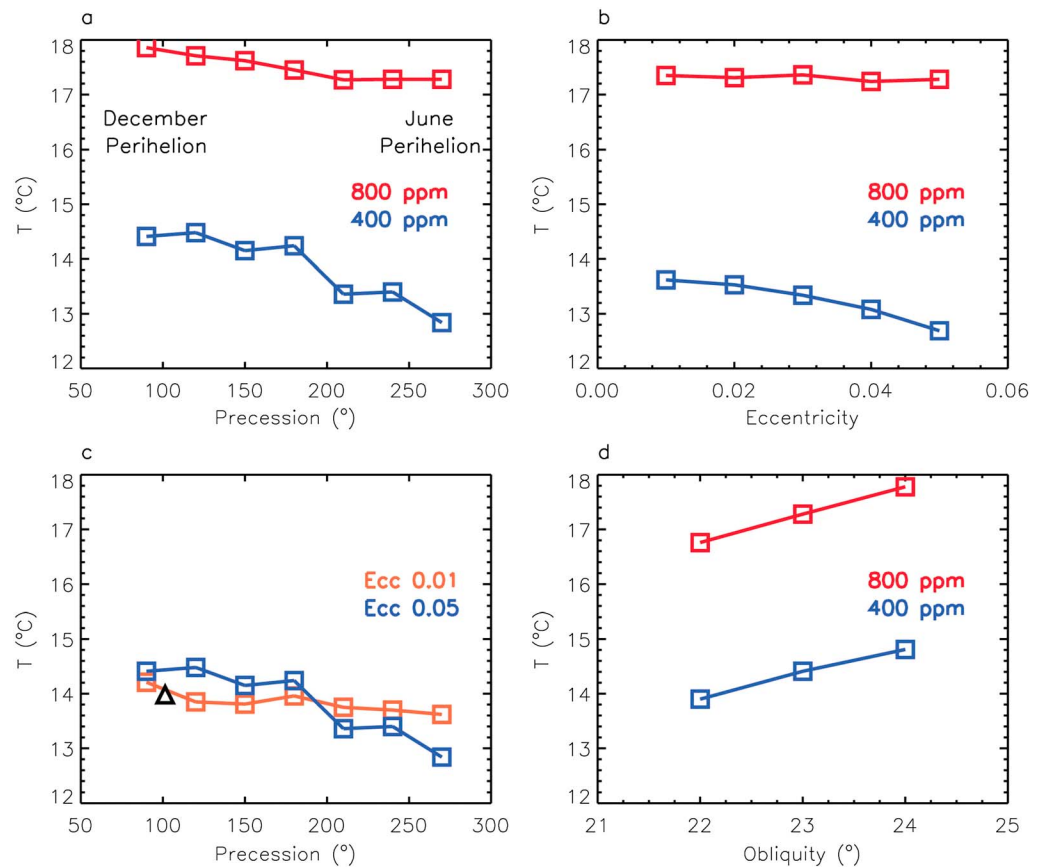 a
18
17
16
15
14
13
12
T (°C)
December
Perihelion
June
Perihelion
800 ppm
400 ppm
50 100 150 200 250 300
Precession (°)
b
18
17
16
15
14
13
12
T (°C)
800 ppm
400 ppm
0.00 0.02 0.04 0.06
Eccentricity
c
18
17
16
15
14
13
12
T (°C)
Ecc 0.01
Ecc 0.05
50 100 150 200 250 300
Precession (°)
d
18
17
16
15
14
13
12
T (°C)
800 ppm
400 ppm
21 22 23 24 25
Obliquity (°)